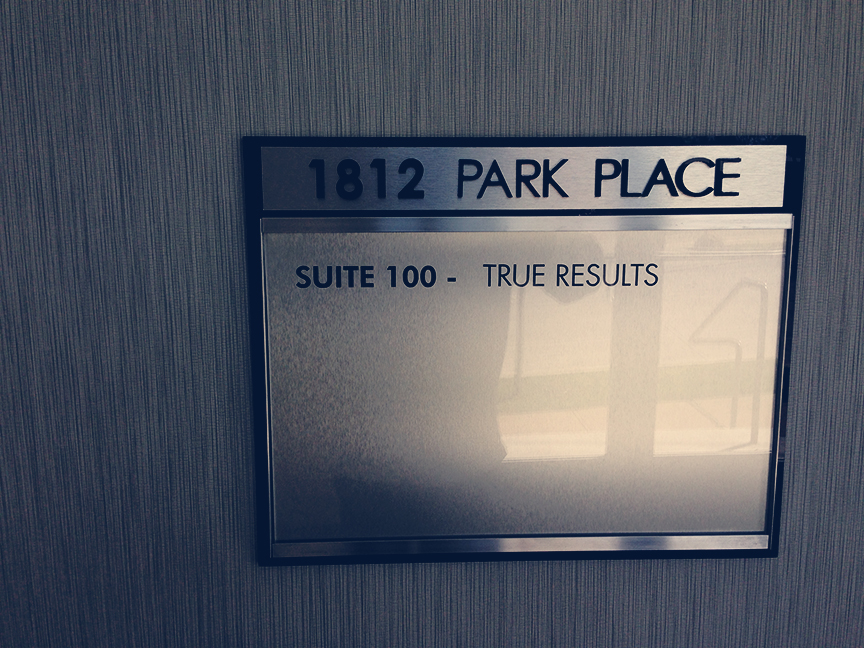 1812 PARK PLACE
SUITE 100 - TRUE RESULTS